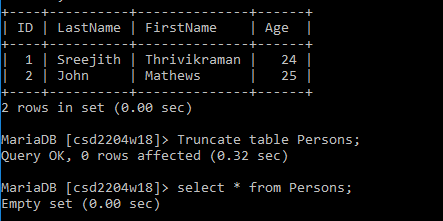 +----+----------+--------------+------+
| ID | LastName | FirstName    | Age  |
+----+----------+--------------+------+
|  1 | Sreejith | Thrivikraman |   24 |
|  2 | John     | Mathews      |   25 |
+----+----------+--------------+------+
2 rows in set (0.00 sec)

MariaDB [csd2204w18]> Truncate table Persons;
Query OK, 0 rows affected (0.32 sec)

MariaDB [csd2204w18]> select * from Persons;
Empty set (0.00 sec)